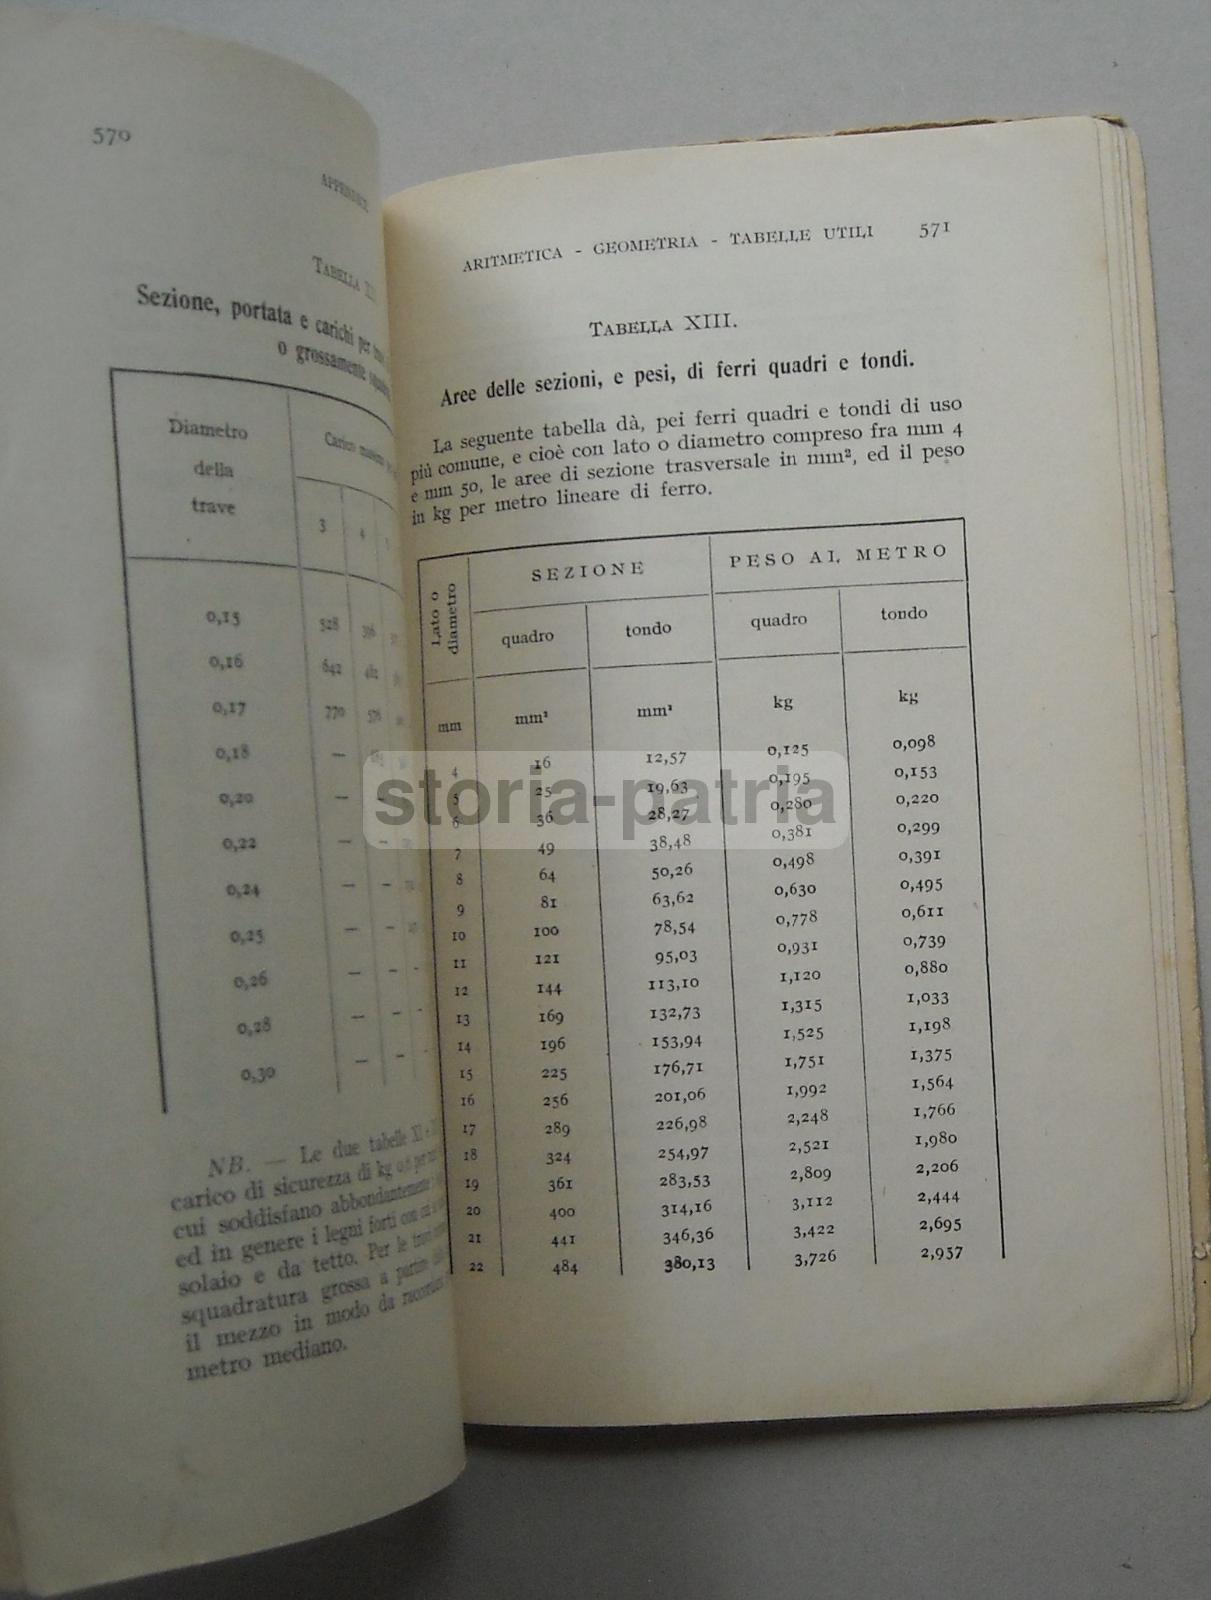 570
APPENDICE
Sezione, portata e carichi per
o grossamente
Diametro
della
trave
Carico
3 4
0,15 528 396
0,16 642 482
0,17 770 578
0,18 —
0,20 — -
0,22 — -
0,24 — -
0,25 — -
0,26 — - -
0,28 — - -
0,30 — - -
NB. — Le due tabelle XI
carico di sicurezza di kg
cui soddisfano abbondantemente
ed in genere i legni forti con cui
solaio e da tetto. Per le travi
squadratura grossa a partire
il mezzo in modo da
metro mediano.
ARITMETICA - GEOMETRIA - TABELLE UTILI 571
TABELLA XIII.
Aree delle sezioni, e pesi, di ferri quadri e tondi.
La seguente tabella dà, pei ferri quadri e tondi di uso
più comune, e cioè con lato o diametro compreso fra mm 4
e mm 50, le aree di sezione trasversale in mm², ed il peso
in kg per metro lineare di ferro.
Lato o
diametro
SEZIONE PESO AL METRO
quadro tondo quadro tondo
mm mm² mm² kg kg
4 16 12,57 0,125 0,098
5 25 19,63 0,195 0,153
6 36 28,27 0,280 0,220
7 49 38,48 0,381 0,299
8 64 50,26 0,498 0,391
9 81 63,62 0,630 0,495
10 100 78,54 0,778 0,611
11 121 95,03 0,931 0,739
12 144 113,10 1,120 0,880
13 169 132,73 1,315 1,033
14 196 153,94 1,525 1,198
15 225 176,71 1,751 1,375
16 256 201,06 1,992 1,564
17 289 226,98 2,248 1,766
18 324 254,97 2,521 1,980
19 361 283,53 2,809 2,206
20 400 314,16 3,112 2,444
21 441 346,36 3,422 2,695
22 484 380,13 3,726 2,957
storia-patria